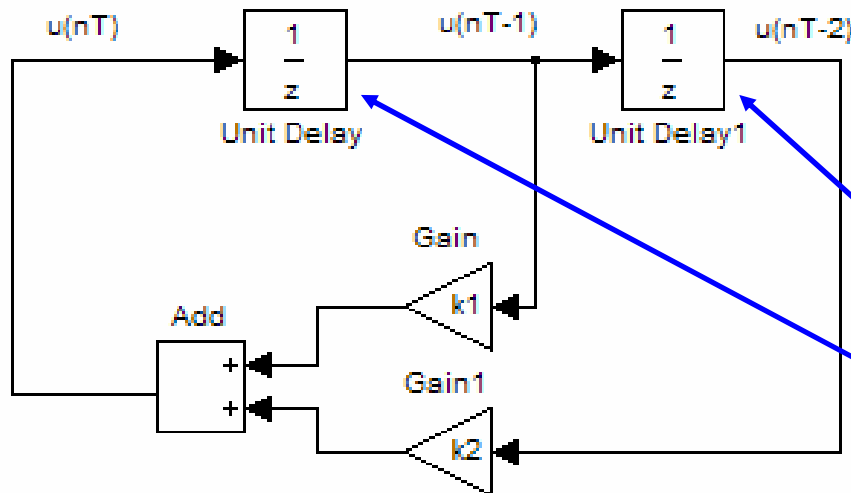 u(nT)
u(nT-1)
u(nT-2)
1
z
1
z
Unit Delay
Unit Delay1
Gain
k1
Add
+
+
Gain1
k2